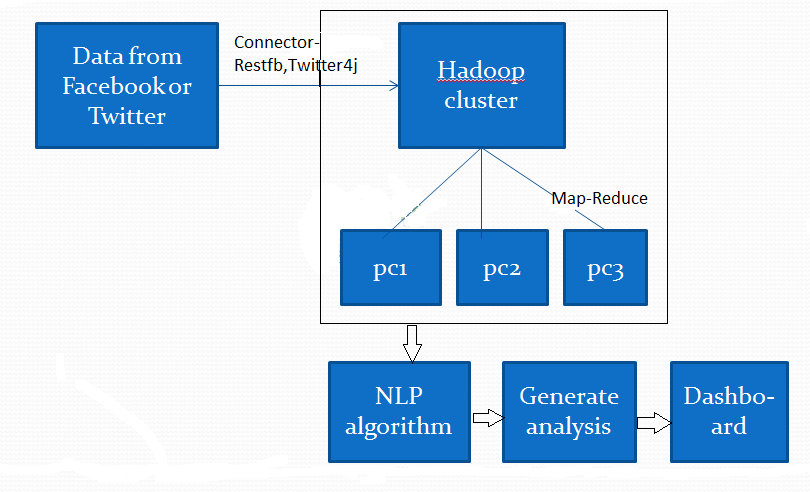 Data from
Facebook or
Twitter
Connector-
Restfb,Twitter4j
Hadoop
cluster
Map-Reduce
pc1
pc2
pc3
NLP
algorithm
Generate
analysis
Dashbo-
ard